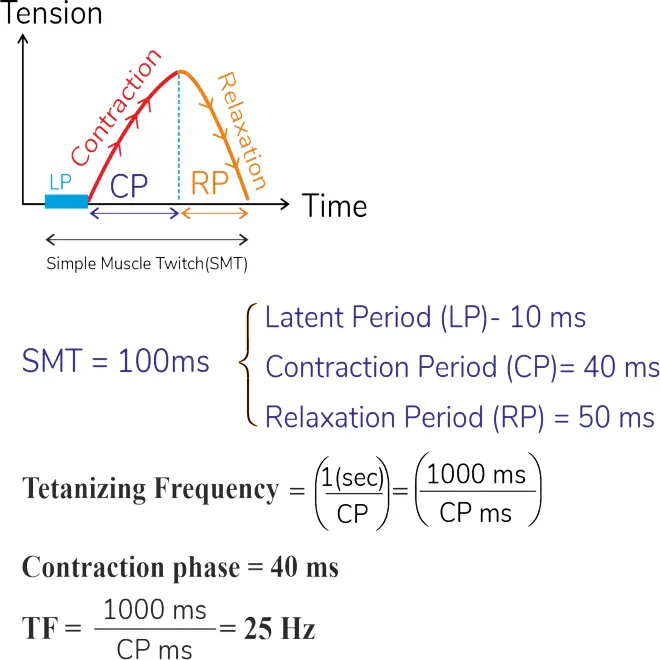 Tension
Contraction
Relaxation
LP
CP
RP
Time
Simple Muscle Twitch(SMT)
SMT = 100ms
Latent Period (LP)- 10 ms
Contraction Period (CP)= 40 ms
Relaxation Period (RP) = 50 ms
Tetanizing Frequency = (1(sec)/CP) = (1000 ms/CP ms)
Contraction phase = 40 ms
TF = 1000 ms/CP ms = 25 Hz